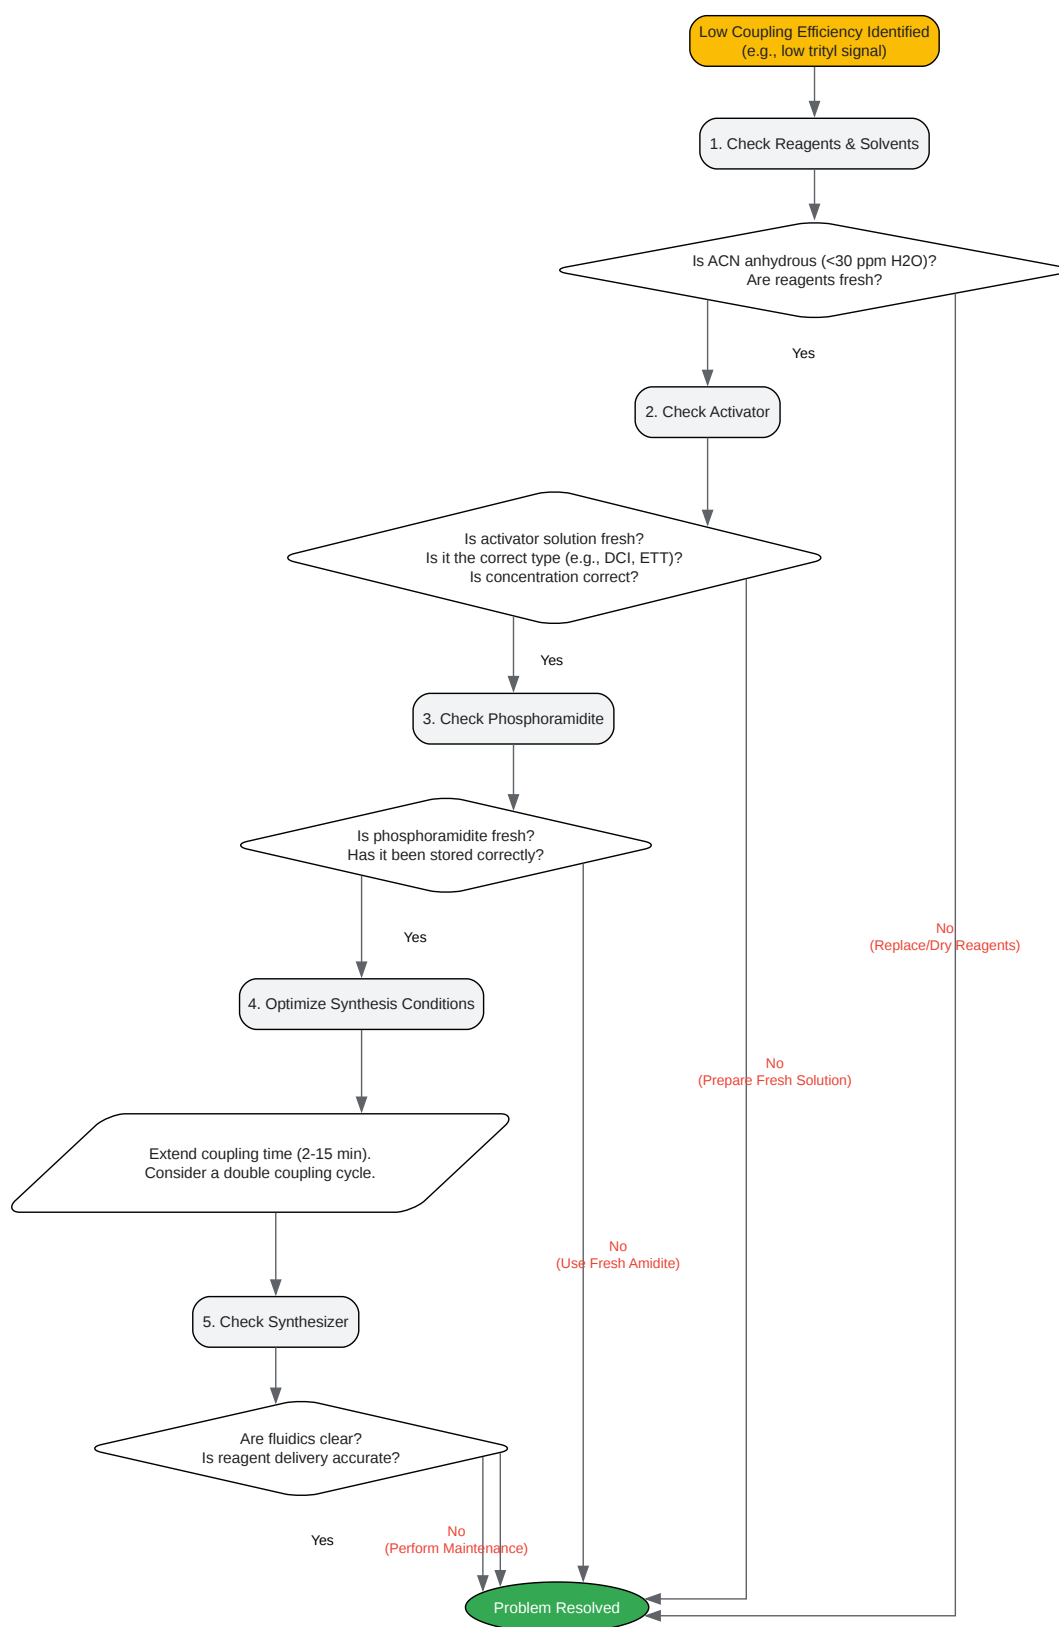 Low Coupling Efficiency Identified
(e.g., low trityl signal)
1. Check Reagents & Solvents
Is ACN anhydrous (<30 ppm H2O)?
Are reagents fresh?
Yes
2. Check Activator
Is activator solution fresh?
Is it the correct type (e.g., DCI, ETT)?
Is concentration correct?
Yes
3. Check Phosphoramidite
Is phosphoramidite fresh?
Has it been stored correctly?
Yes
No
(Replace/Dry Reagents)
4. Optimize Synthesis Conditions
No
(Prepare Fresh Solution)
Extend coupling time (2-15 min).
Consider a double coupling cycle.
No
(Use Fresh Amidite)
5. Check Synthesizer
Are fluidics clear?
Is reagent delivery accurate?
Yes
No
(Perform Maintenance)
Problem Resolved